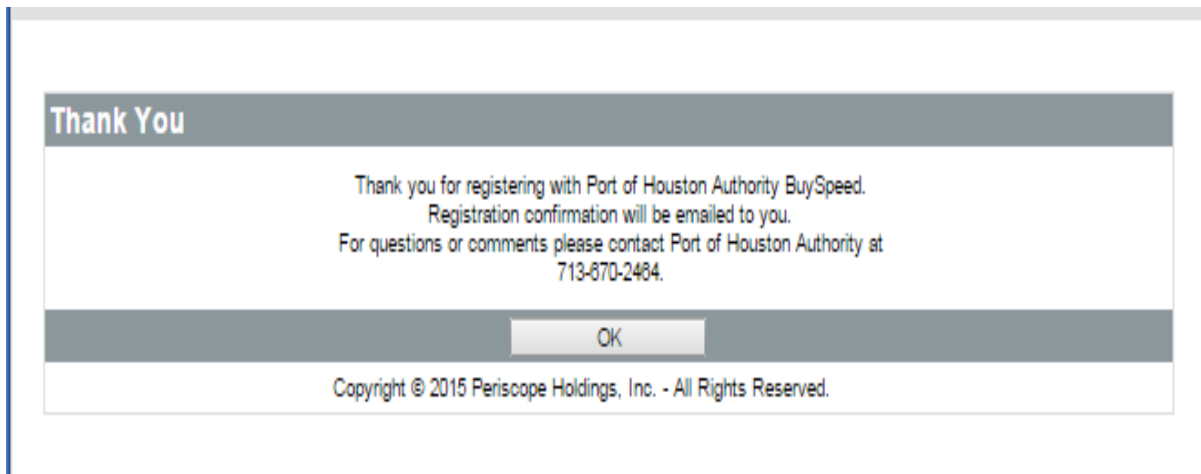 Thank You
Thank you for registering with Port of Houston Authority BuySpeed.
Registration confirmation will be emailed to you.
For questions or comments please contact Port of Houston Authority at
713-670-2464.
OK
Copyright © 2015 Periscope Holdings, Inc. - All Rights Reserved.